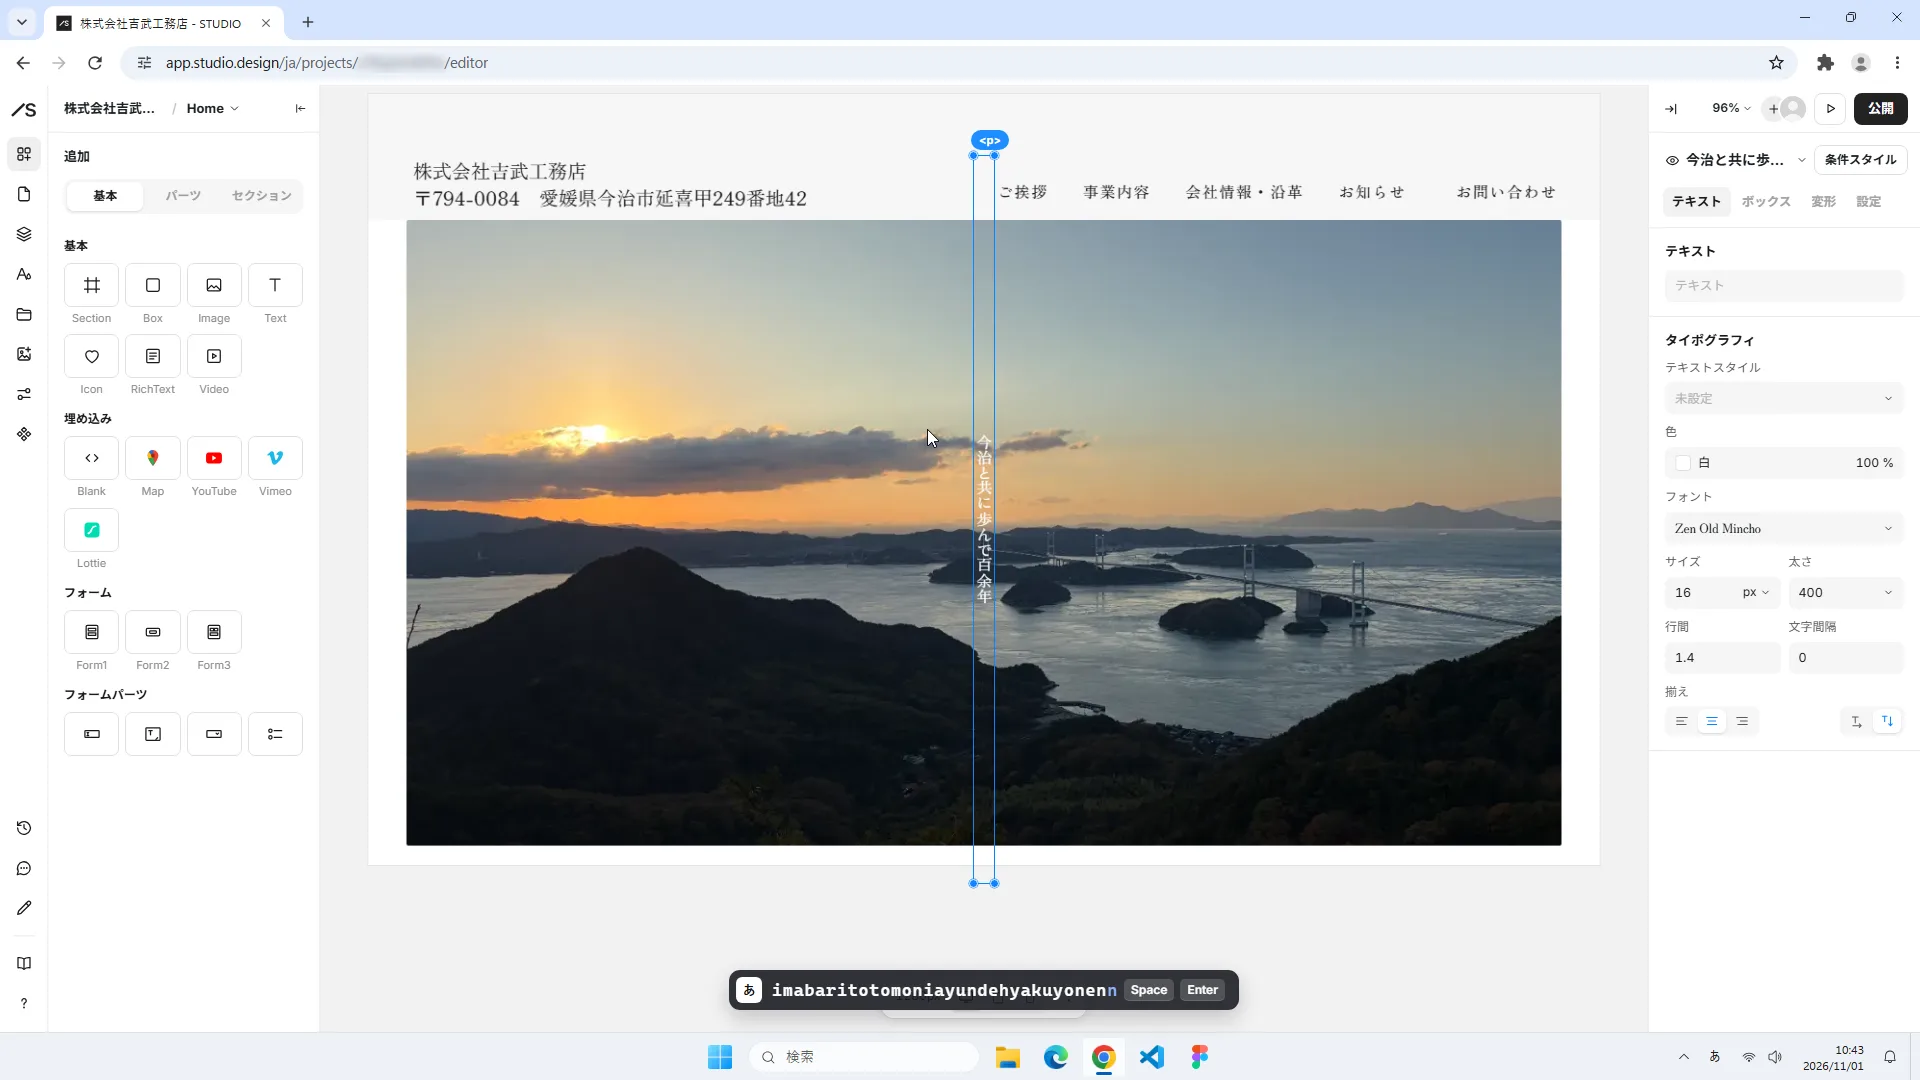 株式会社吉武工務店 - STUDIO
app.studio.design/ja/projects/
/editor
株式会社吉武...
/
Home
追加
基本
パーツ
セクション
基本
Section
Box
Image
Text
Icon
RichText
Video
埋め込み
Blank
Map
YouTube
Vimeo
Lottie
フォーム
Form1
Form2
Form3
フォームパーツ
<p>
株式会社吉武工務店
〒794-0084 愛媛県今治市延喜甲249番地42
ご挨拶
事業内容
会社情報・沿革
お知らせ
お問い合わせ
今治と共に歩んで百余年
96%
公開
今治と共に歩...
条件スタイル
テキスト
ボックス
変形
設定
テキスト
テキスト
タイポグラフィ
テキストスタイル
未設定
色
白
100 %
フォント
Zen Old Mincho
サイズ
太さ
16
px
400
行間
文字間隔
1.4
0
揃え
あ
imabaritotomoniayundehyakuyonenn
Space
Enter
検索
あ
10:43
2026/11/01